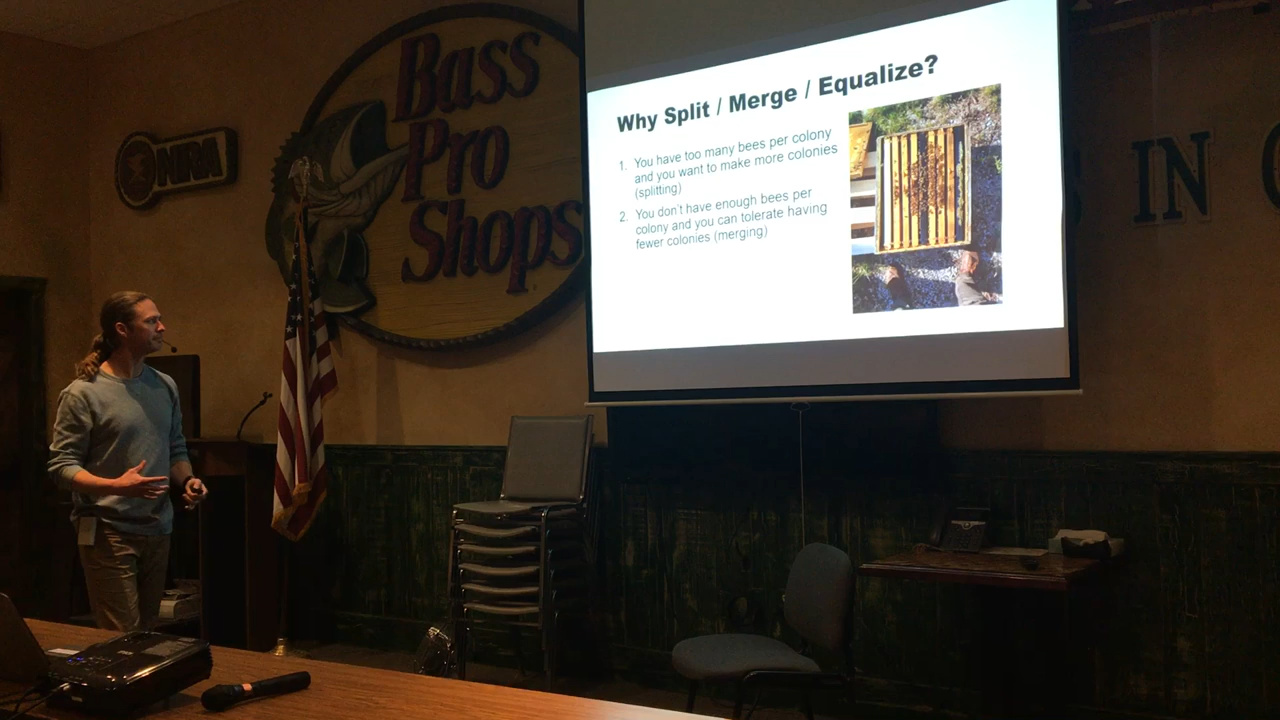 NRA
Bass
Pro
Shops
Why Split / Merge / Equalize?
1. You have too many bees per colony
and you want to make more colonies
(splitting)
2. You don't have enough bees per
colony and you can tolerate having
fewer colonies (merging)
IN